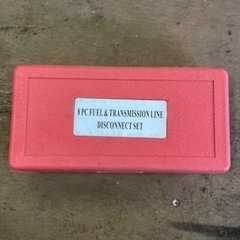 8 PC FUEL & TRANSMISSION LINE
DISCONNECT SET